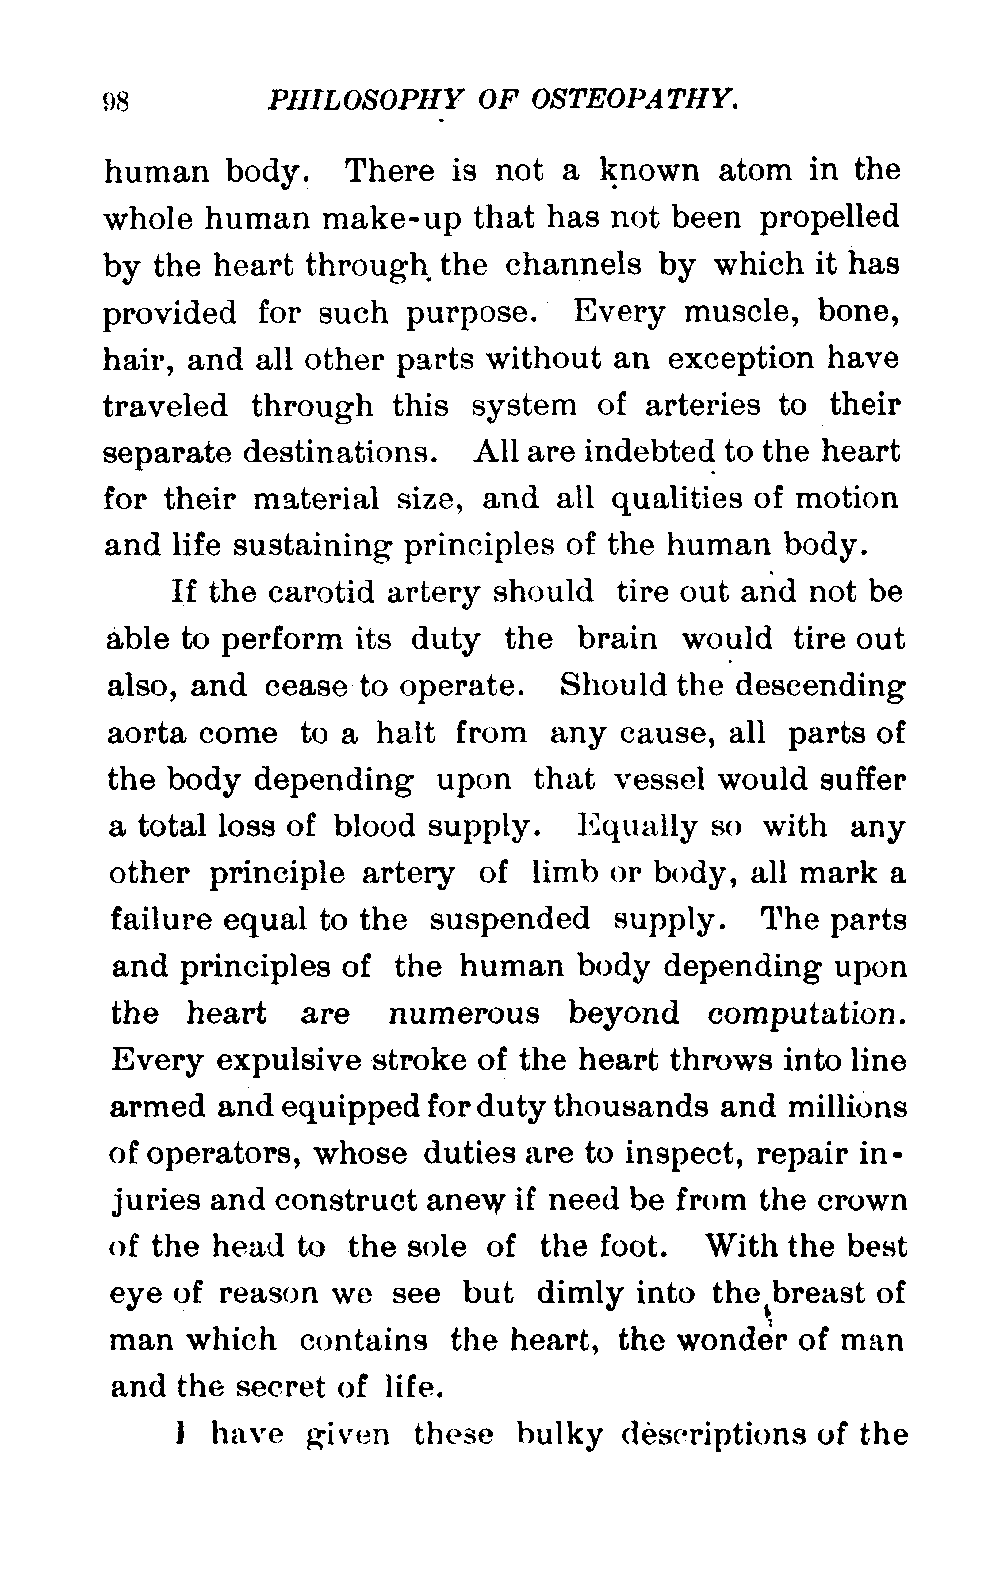 98 PHILOSOPHY OF OSTEOPATHY.
human body. There is not a known atom in the
whole human make-up that has not been propelled
by the heart through the channels by which it has
provided for such purpose. Every muscle, bone,
hair, and all other parts without an exception have
traveled through this system of arteries to their
separate destinations. All are indebted to the heart
for their material size, and all qualities of motion
and life sustaining principles of the human body.
If the carotid artery should tire out and not be
able to perform its duty the brain would tire out
also, and cease to operate. Should the descending
aorta come to a halt from any cause, all parts of
the body depending upon that vessel would suffer
a total loss of blood supply. Equally so with any
other principle artery of limb or body, all mark a
failure equal to the suspended supply. The parts
and principles of the human body depending upon
the heart are numerous beyond computation.
Every expulsive stroke of the heart throws into line
armed and equipped for duty thousands and millions
of operators, whose duties are to inspect, repair in-
juries and construct anew if need be from the crown
of the head to the sole of the foot. With the best
eye of reason we see but dimly into the breast of
man which contains the heart, the wonder of man
and the secret of life.
I have given these bulky descriptions of the